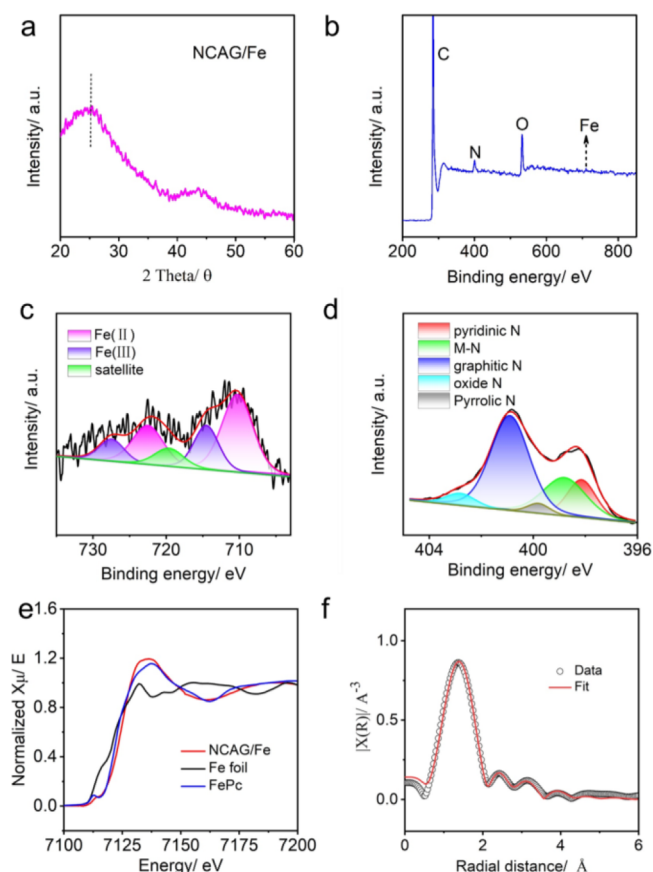 a
NCAG/Fe
Intensity/ a.u.
20 30 40 50 60
2 Theta/ θ
b
C
N
O
Fe
Intensity/ a.u.
200 400 600 800
Binding energy/ eV
c
Fe(Ⅱ)
Fe(Ⅲ)
satellite
Intensity/ a.u.
730 720 710
Binding energy/ eV
d
pyridinic N
M-N
graphitic N
oxide N
Pyrrolic N
Intensity/ a.u.
404 400 396
Binding energy/ eV
e
1.6
1.2
0.8
0.4
0.0
Normalized Xμ/ E
NCAG/Fe
Fe foil
FePc
7100 7125 7150 7175 7200
Energy/ eV
f
1.0
0.5
0.0
|X(R)|/ A⁻³
Data
Fit
0 2 4 6
Radial distance/ Å